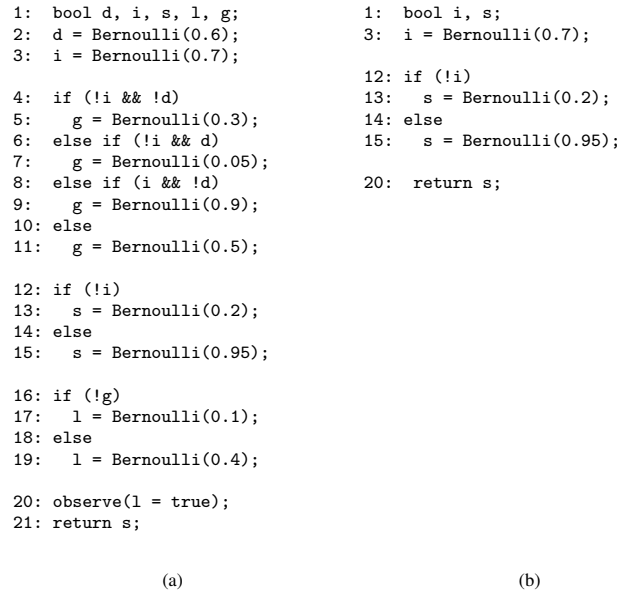 1:  bool d, i, s, l, g;
2:  d = Bernoulli(0.6);
3:  i = Bernoulli(0.7);
4:  if (!i && !d)
5:    g = Bernoulli(0.3);
6:  else if (!i && d)
7:    g = Bernoulli(0.05);
8:  else if (i && !d)
9:    g = Bernoulli(0.9);
10: else
11:   g = Bernoulli(0.5);
12: if (!i)
13:   s = Bernoulli(0.2);
14: else
15:   s = Bernoulli(0.95);
16: if (!g)
17:   l = Bernoulli(0.1);
18: else
19:   l = Bernoulli(0.4);
20: observe(l = true);
21: return s;
(a)
1:  bool i, s;
3:  i = Bernoulli(0.7);
12: if (!i)
13:   s = Bernoulli(0.2);
14: else
15:   s = Bernoulli(0.95);
20:  return s;
(b)